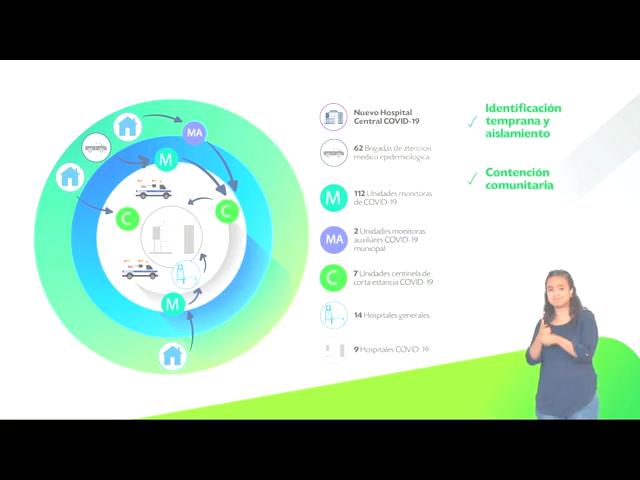 MA
M
C
C
M
Nuevo Hospital
Central COVID-19
62 Brigadas de atención
médico epidemiológica.
M
112 Unidades monitoras
de COVID-19.
MA
2 Unidades monitoras
auxiliares COVID-19
municipal.
C
7 Unidades centinela de
corta estancia COVID-19.
14 Hospitales generales.
9 Hospitales COVID-19.
Identificación
temprana y
aislamiento
Contención
comunitaria